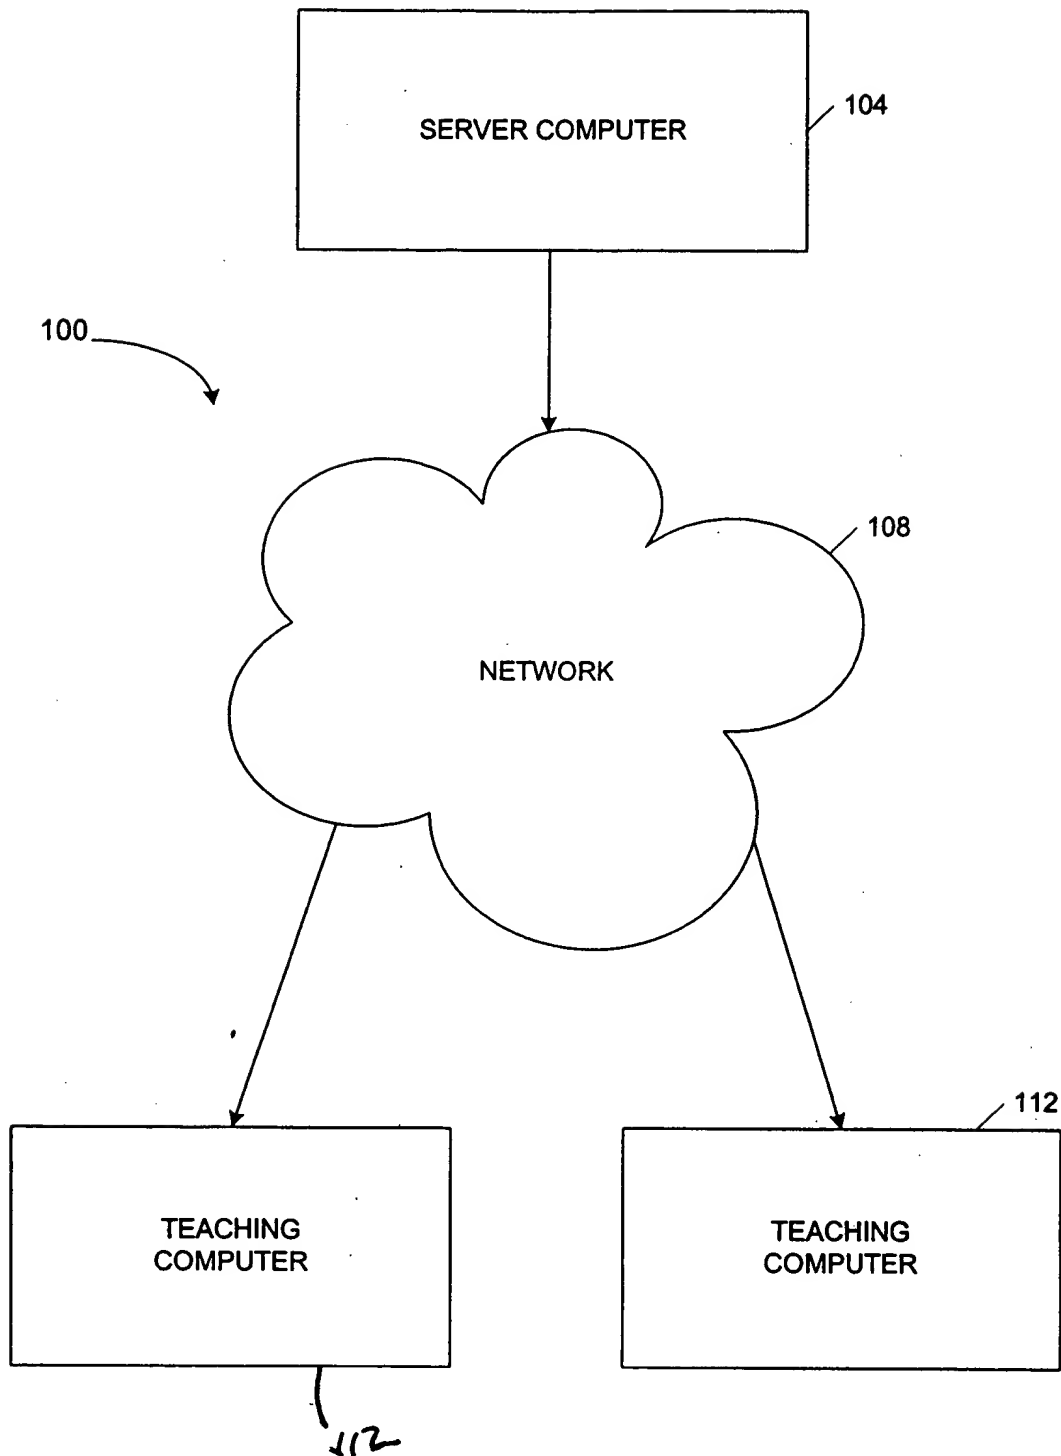 SERVER COMPUTER
104
100
108
NETWORK
112
TEACHING
COMPUTER
TEACHING
COMPUTER
112